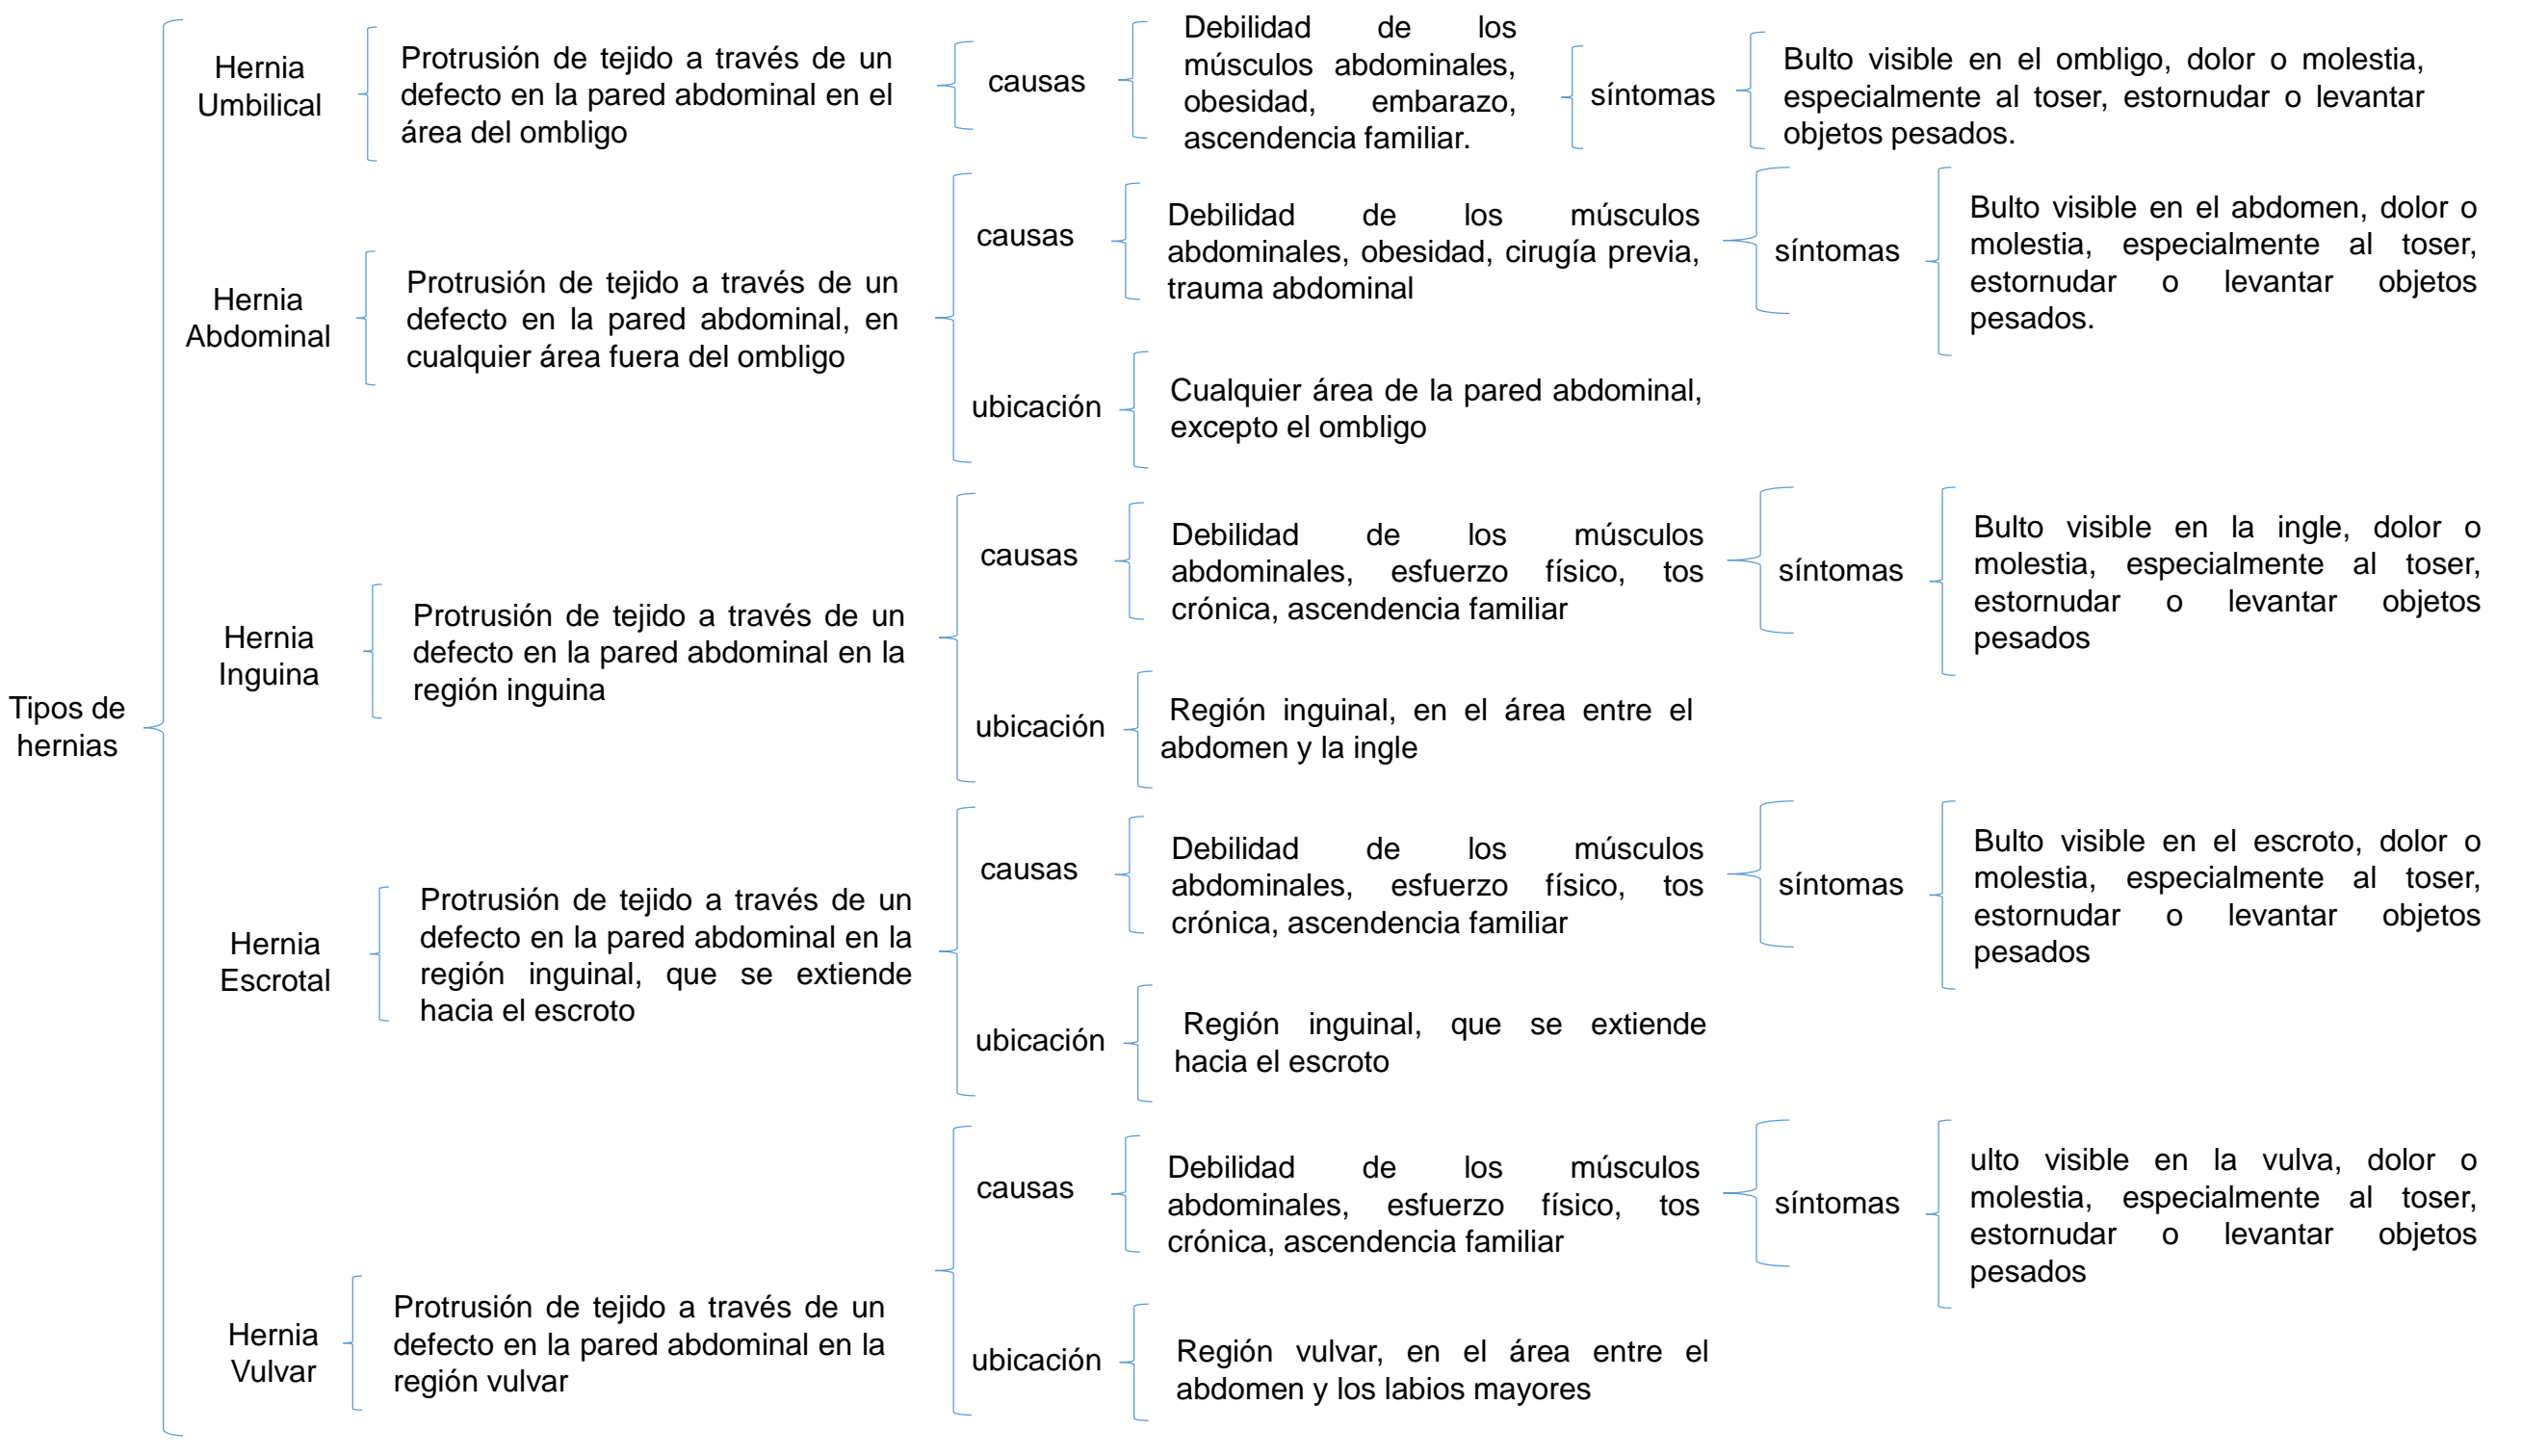 Tipos de
hernias
Hernia
Umbilical
Protrusión de tejido a través de un
defecto en la pared abdominal en el
área del ombligo
causas
Debilidad de los
músculos abdominales,
obesidad, embarazo,
ascendencia familiar.
síntomas
Bulto visible en el ombligo, dolor o molestia,
especialmente al toser, estornudar o levantar
objetos pesados.
Hernia
Abdominal
Protrusión de tejido a través de un
defecto en la pared abdominal, en
cualquier área fuera del ombligo
causas
Debilidad de los músculos
abdominales, obesidad, cirugía previa,
trauma abdominal
síntomas
Bulto visible en el abdomen, dolor o
molestia, especialmente al toser,
estornudar o levantar objetos
pesados.
ubicación
Cualquier área de la pared abdominal,
excepto el ombligo
Hernia
Inguina
Protrusión de tejido a través de un
defecto en la pared abdominal en la
región inguina
causas
Debilidad de los músculos
abdominales, esfuerzo físico, tos
crónica, ascendencia familiar
síntomas
Bulto visible en la ingle, dolor o
molestia, especialmente al toser,
estornudar o levantar objetos
pesados
ubicación
Región inguinal, en el área entre el
abdomen y la ingle
Hernia
Escrotal
Protrusión de tejido a través de un
defecto en la pared abdominal en la
región inguinal, que se extiende
hacia el escroto
causas
Debilidad de los músculos
abdominales, esfuerzo físico, tos
crónica, ascendencia familiar
síntomas
Bulto visible en el escroto, dolor o
molestia, especialmente al toser,
estornudar o levantar objetos
pesados
ubicación
Región inguinal, que se extiende
hacia el escroto
Hernia
Vulvar
Protrusión de tejido a través de un
defecto en la pared abdominal en la
región vulvar
causas
Debilidad de los músculos
abdominales, esfuerzo físico, tos
crónica, ascendencia familiar
síntomas
ulto visible en la vulva, dolor o
molestia, especialmente al toser,
estornudar o levantar objetos
pesados
ubicación
Región vulvar, en el área entre el
abdomen y los labios mayores